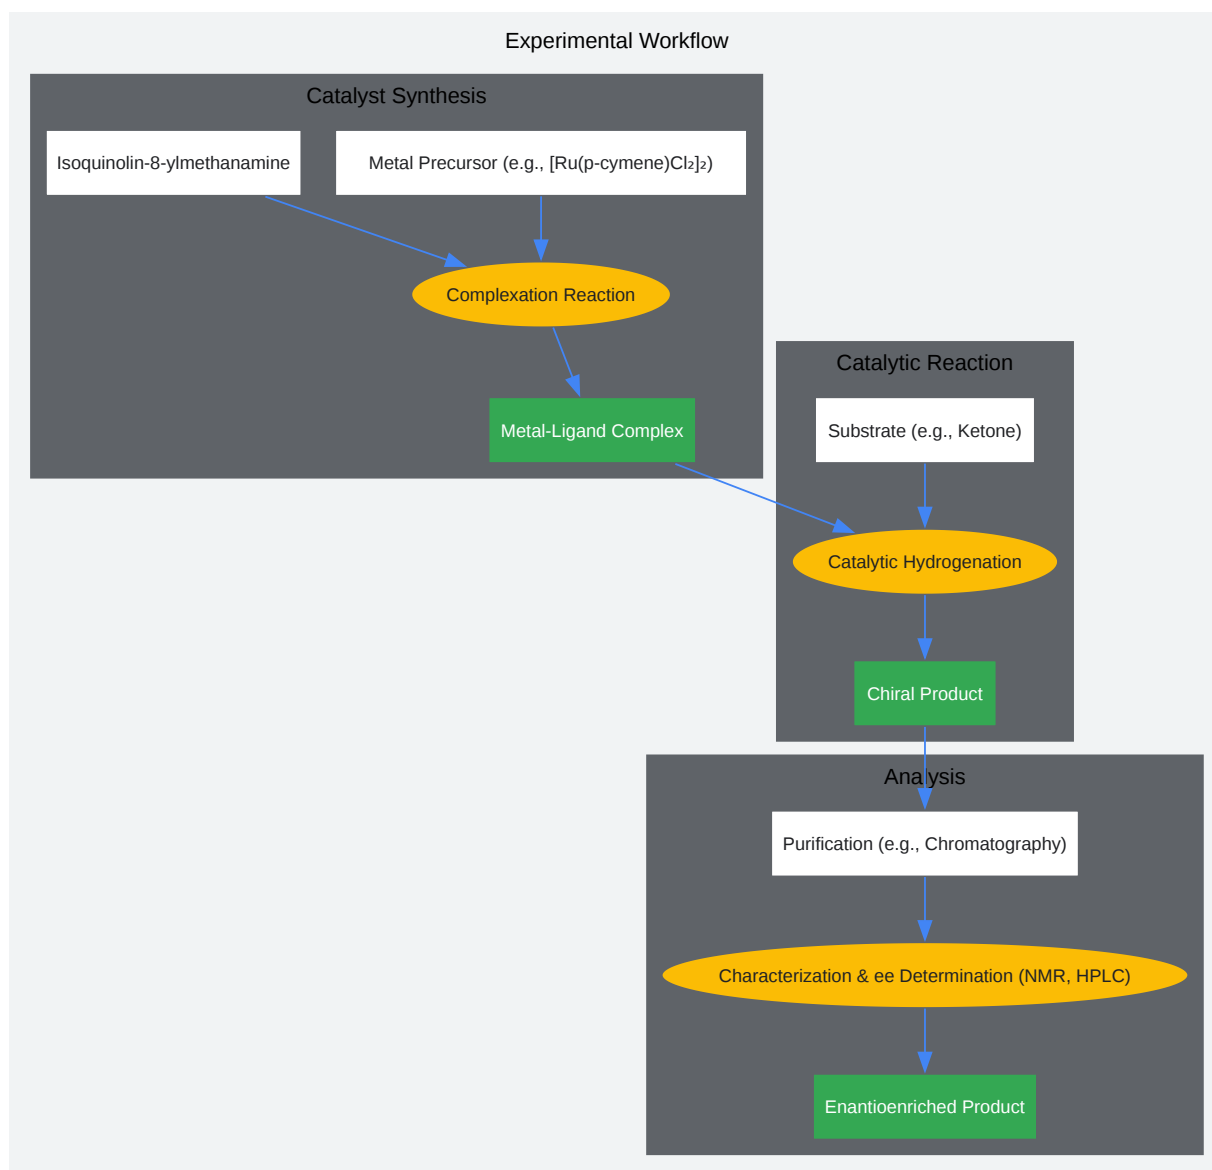 Experimental Workflow
Catalyst Synthesis
Isoquinolin-8-ylmethanamine
Metal Precursor (e.g., [Ru(p-cymene)Cl₂]₂)
Complexation Reaction
Metal-Ligand Complex
Catalytic Reaction
Substrate (e.g., Ketone)
Catalytic Hydrogenation
Chiral Product
Analysis
Purification (e.g., Chromatography)
Characterization & ee Determination (NMR, HPLC)
Enantioenriched Product